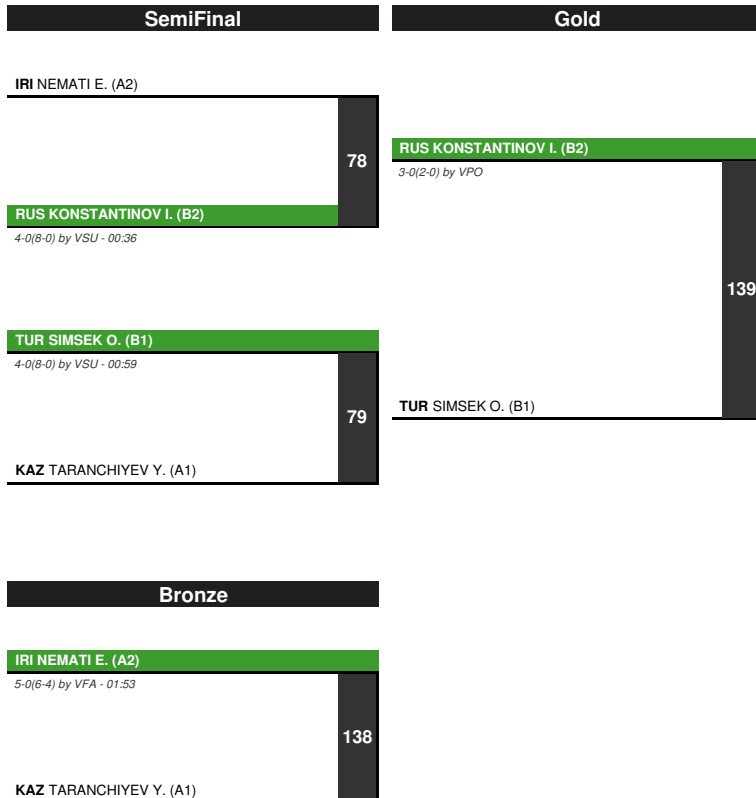 SemiFinal
Gold
IRI NEMATI E. (A2)
78
RUS KONSTANTINOV I. (B2)
4-0(8-0) by VSU - 00:36
RUS KONSTANTINOV I. (B2)
3-0(2-0) by VPO
139
TUR SIMSEK O. (B1)
TUR SIMSEK O. (B1)
4-0(8-0) by VSU - 00:59
79
KAZ TARANCHIYEV Y. (A1)
Bronze
IRI NEMATI E. (A2)
5-0(6-4) by VFA - 01:53
138
KAZ TARANCHIYEV Y. (A1)